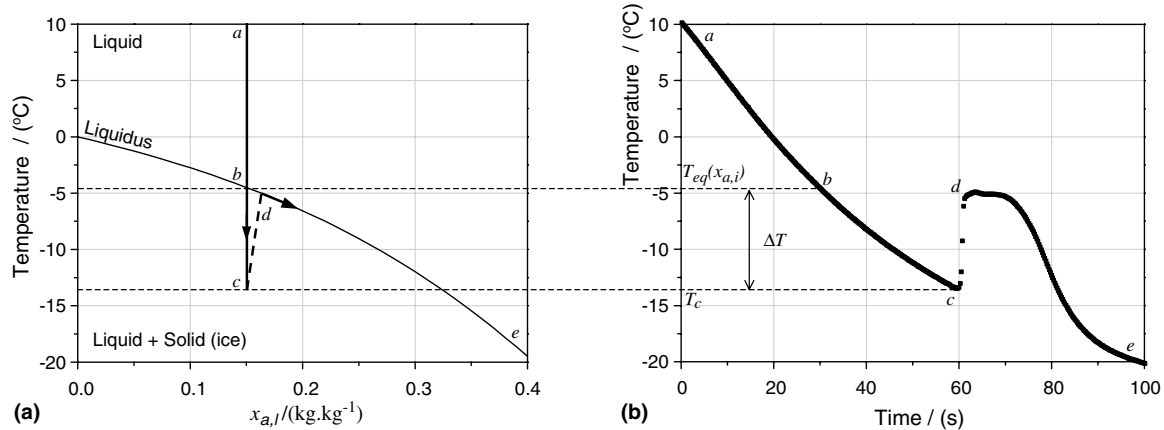 10
5
0
-5
-10
-15
-20
Temperature / (ºC)
Liquid
a
Liquidus
b
d
c
e
Liquid + Solid (ice)
0.0 0.1 0.2 0.3 0.4
(a)
x_{a,l}/(kg.kg⁻¹)
10
5
0
-5
-10
-15
-20
Temperature / (ºC)
a
T_{eq}(x_{a,i})
b
d
ΔT
c
T_c
e
0 20 40 60 80 100
(b)
Time / (s)